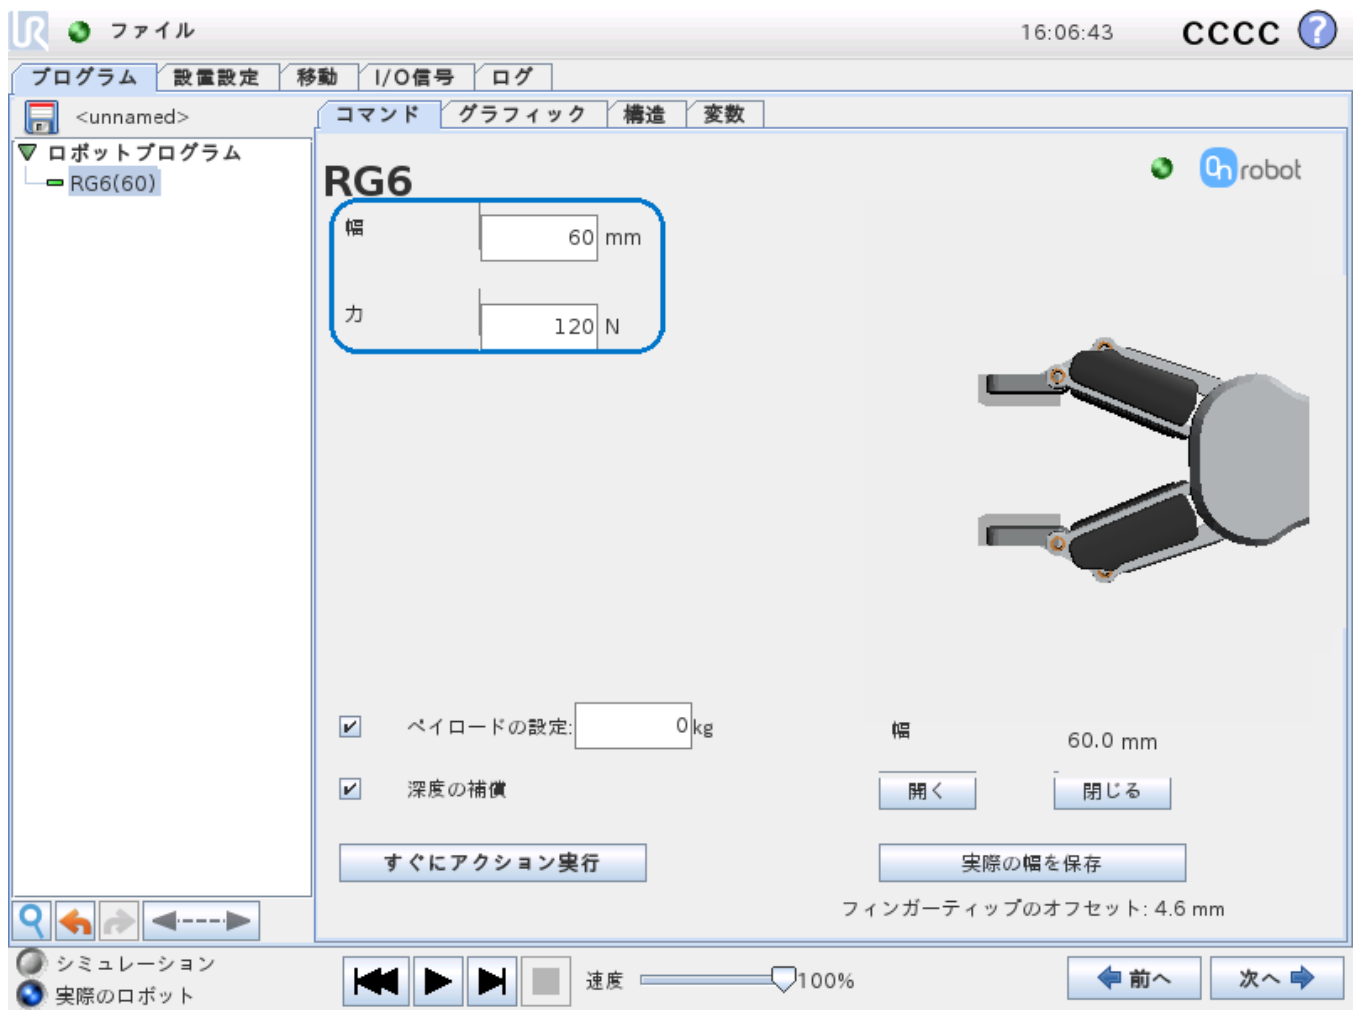 UR ファイル 16:06:43 CCCC ?
プログラム 設置設定 移動 I/O信号 ログ
<unnamed> コマンド グラフィック 構造 変数
ロボットプログラム
RG6(60)
RG6
On robot
幅 60 mm
力 120 N
ペイロードの設定: 0 kg
幅 60.0 mm
深度の補償
開く 閉じる
すぐにアクション実行 実際の幅を保存
フィンガーティップのオフセット: 4.6 mm
シミュレーション
実際のロボット
速度 100%
前へ 次へ